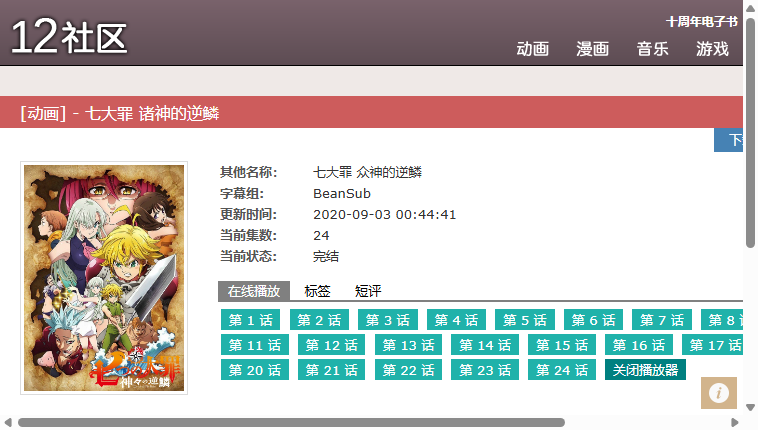 十周年电子书
12社区
动画 漫画 音乐 游戏
[动画] - 七大罪 诸神的逆鳞
下
其他名称: 七大罪 众神的逆鳞
字幕组: BeanSub
更新时间: 2020-09-03 00:44:41
当前集数: 24
当前状态: 完结
在线播放 标签 短评
第 1 话 第 2 话 第 3 话 第 4 话 第 5 话 第 6 话 第 7 话 第 8
第 11 话 第 12 话 第 13 话 第 14 话 第 15 话 第 16 话 第 17 话
第 20 话 第 21 话 第 22 话 第 23 话 第 24 话 关闭播放器
七 大罪
神々の逆鱗